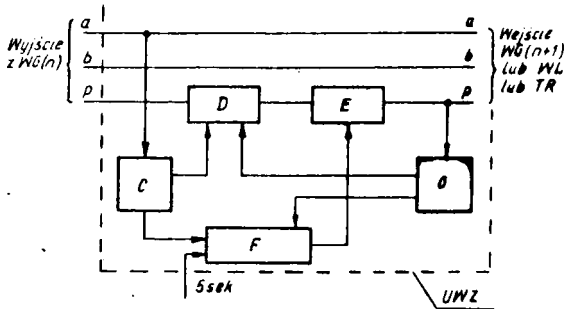 a
a
Wyjście
z WG(n)
b
b
Wejście
WG(n+1)
lub WL
lub TR
p
D
E
p
C
O
F
5sek
UWZ